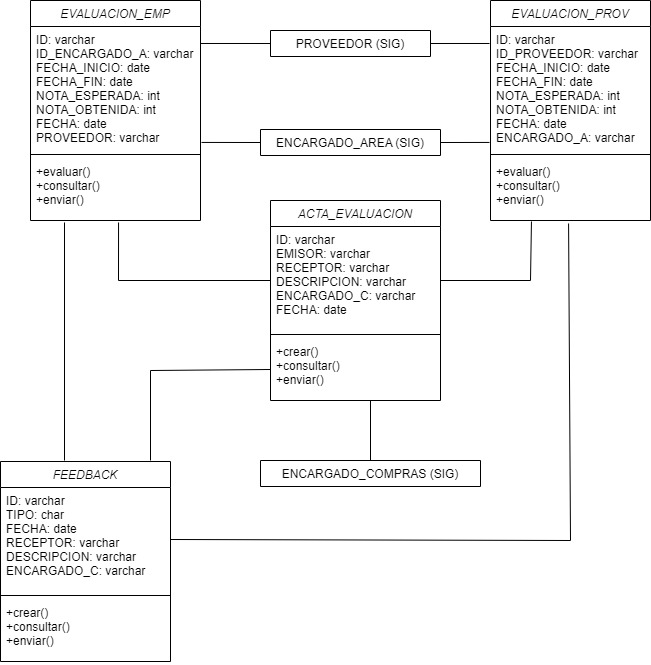 EVALUACION_EMP
ID: varchar
ID_ENCARGADO_A: varchar
FECHA_INICIO: date
FECHA_FIN: date
NOTA_ESPERADA: int
NOTA_OBTENIDA: int
FECHA: date
PROVEEDOR: varchar
+evaluar()
+consultar()
+enviar()
PROVEEDOR (SIG)
ENCARGADO_AREA (SIG)
EVALUACION_PROV
ID: varchar
ID_PROVEEDOR: varchar
FECHA_INICIO: date
FECHA_FIN: date
NOTA_ESPERADA: int
NOTA_OBTENIDA: int
FECHA: date
ENCARGADO_A: varchar
+evaluar()
+consultar()
+enviar()
ACTA_EVALUACION
ID: varchar
EMISOR: varchar
RECEPTOR: varchar
DESCRIPCION: varchar
ENCARGADO_C: varchar
FECHA: date
+crear()
+consultar()
+enviar()
ENCARGADO_COMPRAS (SIG)
FEEDBACK
ID: varchar
TIPO: char
FECHA: date
RECEPTOR: varchar
DESCRIPCION: varchar
ENCARGADO_C: varchar
+crear()
+consultar()
+enviar()